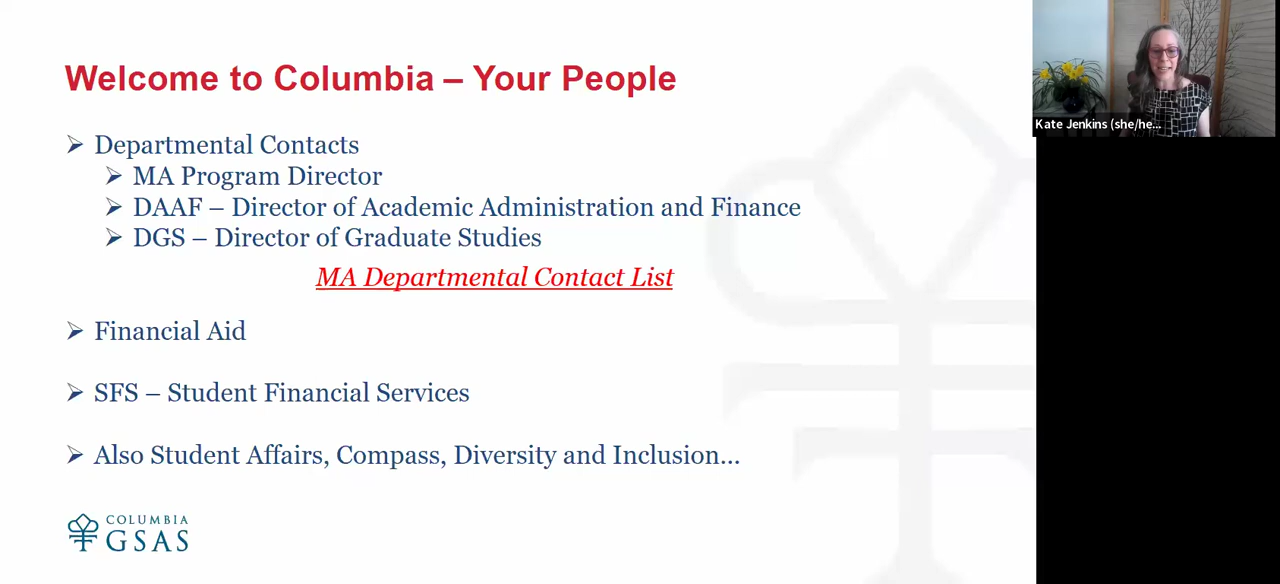 Welcome to Columbia – Your People
Departmental Contacts
MA Program Director
DAAF – Director of Academic Administration and Finance
DGS – Director of Graduate Studies
MA Departmental Contact List
Financial Aid
SFS – Student Financial Services
Also Student Affairs, Compass, Diversity and Inclusion...
COLUMBIA
GSAS
Kate Jenkins (she/he...